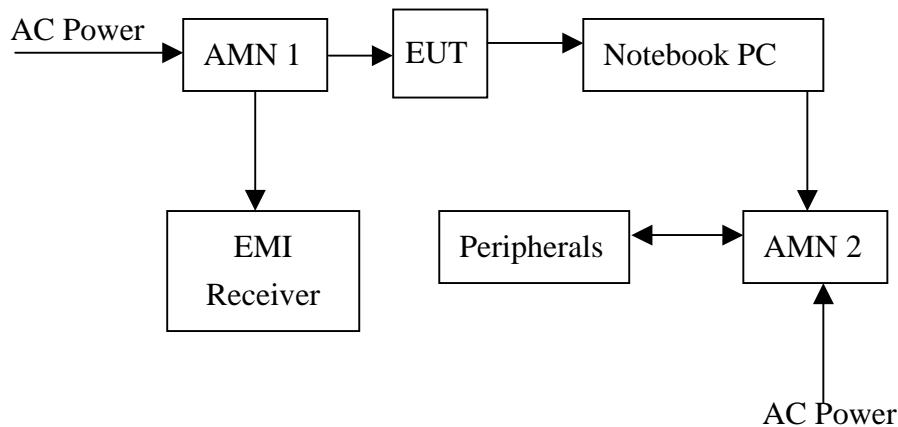 AC Power
AMN 1
EUT
Notebook PC
EMI
Receiver
Peripherals
AMN 2
AC Power